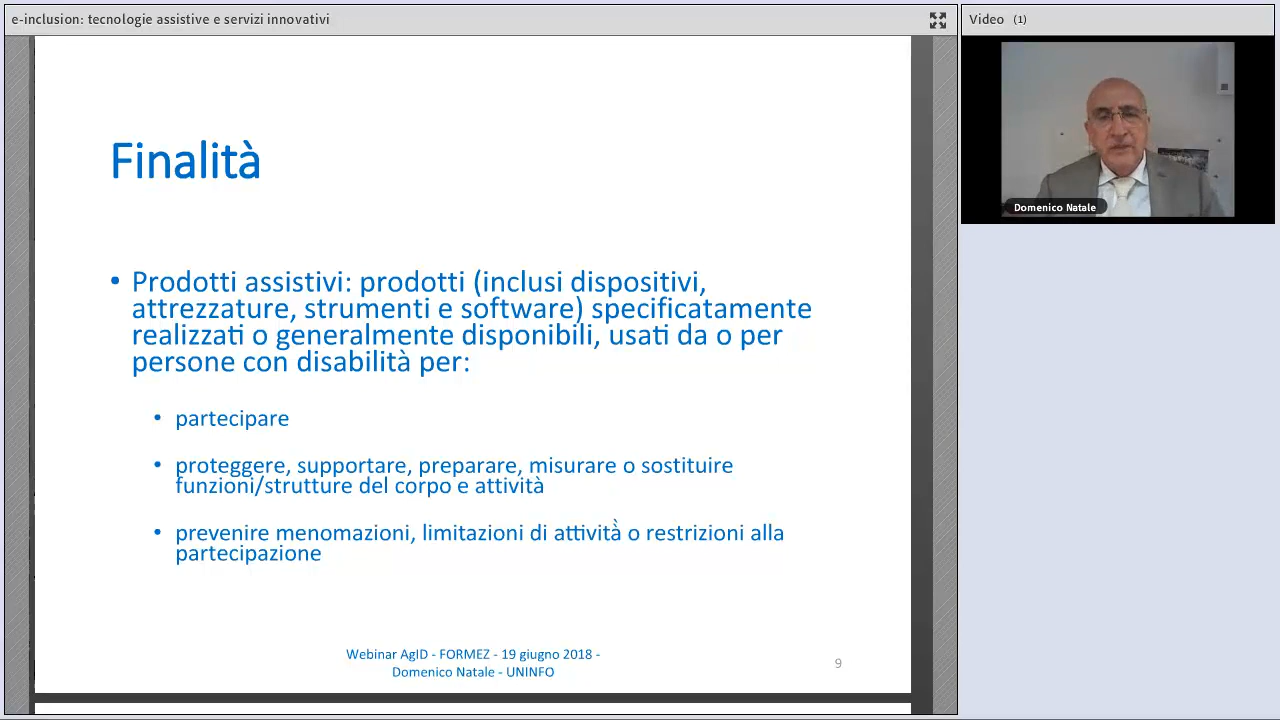 e-inclusion: tecnologie assistive e servizi innovativi
Video (1)
Domenico Natale
Finalità
• Prodotti assistivi: prodotti (inclusi dispositivi,
attrezzature, strumenti e software) specificatamente
realizzati o generalmente disponibili, usati da o per
persone con disabilità per:
• partecipare
• proteggere, supportare, preparare, misurare o sostituire
funzioni/strutture del corpo e attività
• prevenire menomazioni, limitazioni di attività̀ o restrizioni alla
partecipazione
Webinar AgID - FORMEZ - 19 giugno 2018 -
Domenico Natale - UNINFO
9